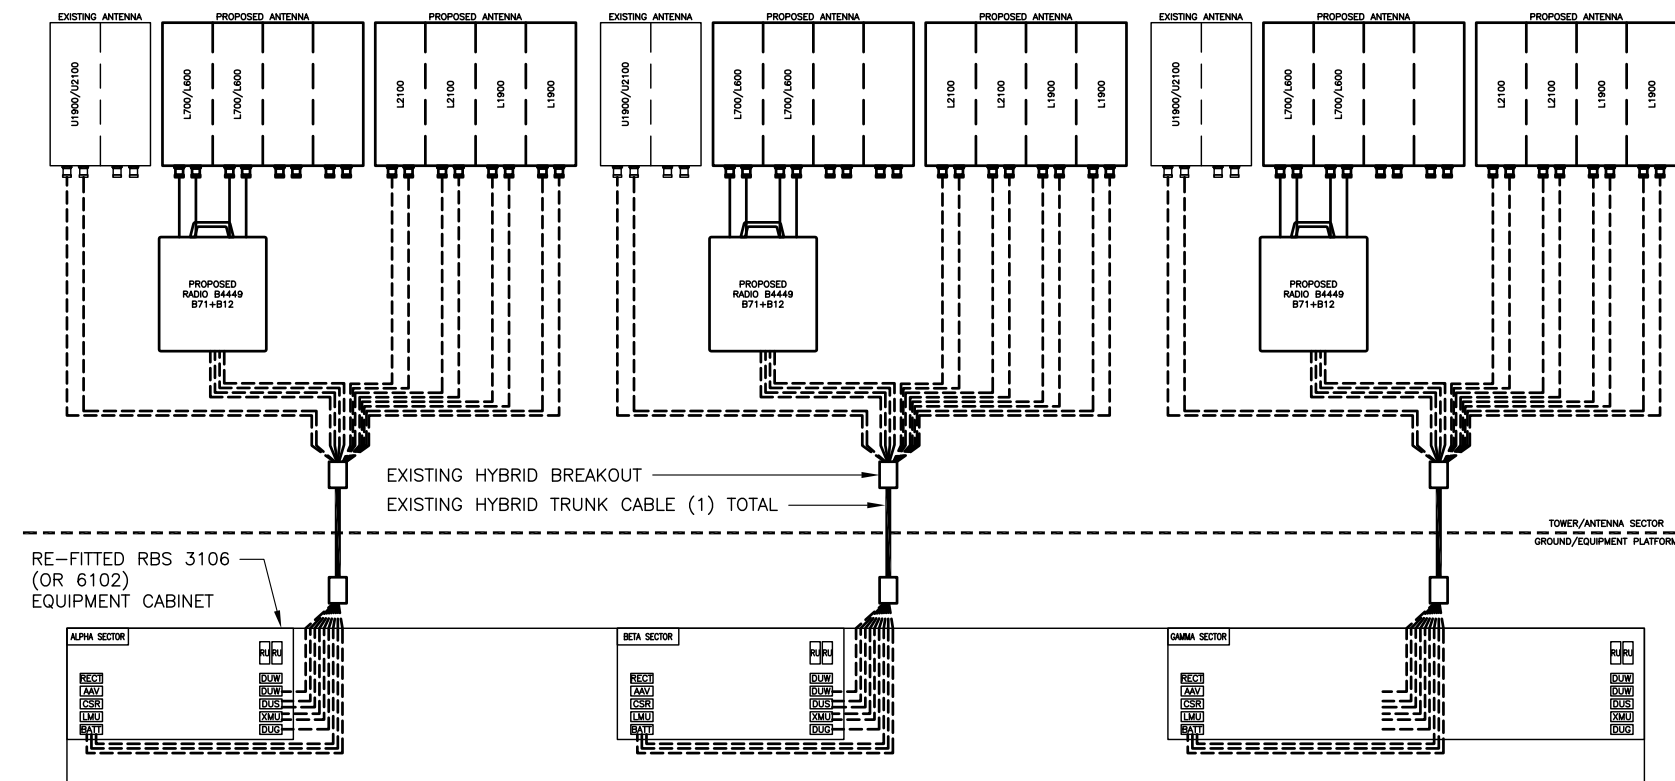 EXISTING ANTENNA
PROPOSED ANTENNA
PROPOSED ANTENNA
EXISTING ANTENNA
PROPOSED ANTENNA
PROPOSED ANTENNA
EXISTING ANTENNA
PROPOSED ANTENNA
PROPOSED ANTENNA
U1900/U2100
L700/L600
L700/L600
L2100
L2100
L1900
L1900
U1900/U2100
L700/L600
L700/L600
L2100
L2100
L1900
L1900
U1900/U2100
L700/L600
L700/L600
L2100
L2100
L1900
L1900
PROPOSED
RADIO B4449
B71+B12
PROPOSED
RADIO B4449
B71+B12
PROPOSED
RADIO B4449
B71+B12
EXISTING HYBRID BREAKOUT
EXISTING HYBRID TRUNK CABLE (1) TOTAL
TOWER/ANTENNA SECTOR
GROUND/EQUIPMENT PLATFORM
RE-FITTED RBS 3106
(OR 6102)
EQUIPMENT CABINET
ALPHA SECTOR
RU RU
RECT
AAV
CSR
LMU
BATT
DUW
DUW
DUS
XMU
DUG
BETA SECTOR
RU RU
RECT
AAV
CSR
LMU
BATT
DUW
DUW
DUS
XMU
DUG
GAMMA SECTOR
RU RU
RECT
AAV
CSR
LMU
BATT
DUW
DUW
DUS
XMU
DUG